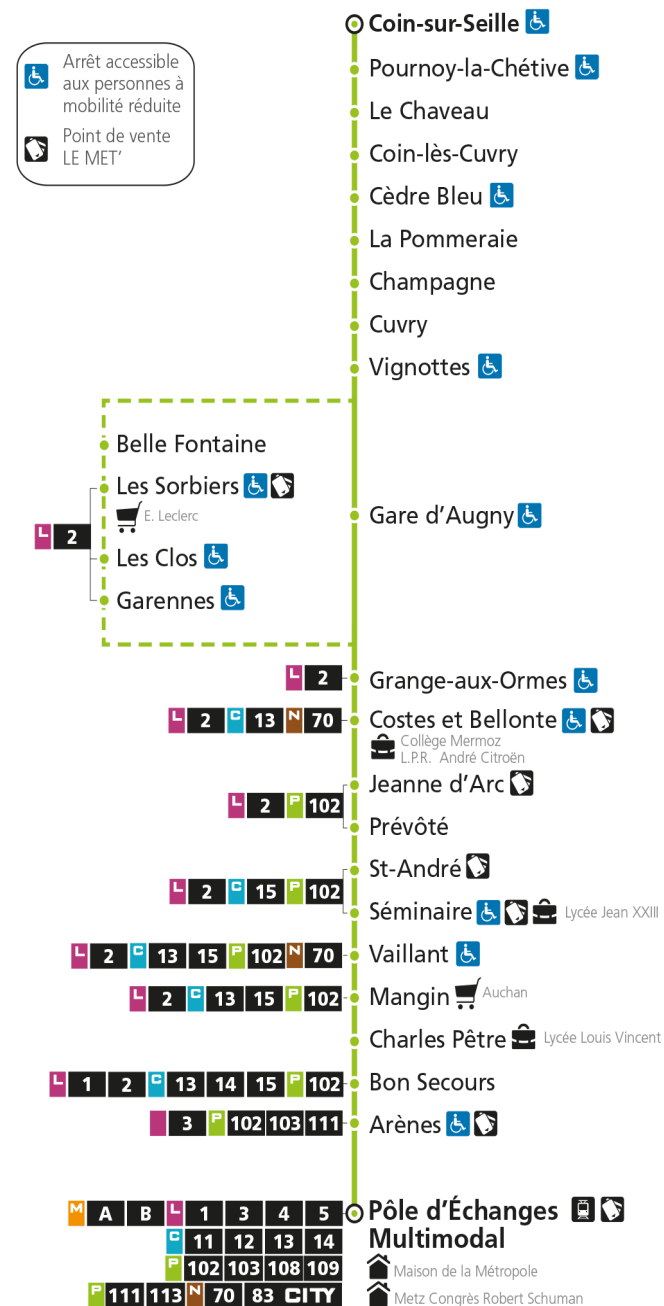 Coin-sur-Seille
Arrêt accessible
aux personnes à
mobilité réduite
Point de vente
LE MET'
Pournoy-la-Chétive
Le Chaveau
Coin-lès-Cuvry
Cèdre Bleu
La Pommeraie
Champagne
Cuvry
Vignottes
Belle Fontaine
Les Sorbiers
E. Leclerc
L 2
Les Clos
Garennes
Gare d'Augny
L 2 Grange-aux-Ormes
L 2 C 13 N 70 Costes et Bellonte
Collège Mermoz
L.P.R. André Citroën
Jeanne d'Arc
L 2 P 102
Prévôté
St-André
L 2 C 15 P 102
Séminaire Lycée Jean XXIII
L 2 C 13 15 P 102 N 70 Vaillant
L 2 C 13 15 P 102 Mangin Auchan
Charles Pêtre Lycée Louis Vincent
L 1 2 C 13 14 15 P 102 Bon Secours
3 P 102 103 111 Arènes
M A B L 1 3 4 5 Pôle d'Échanges
C 11 12 13 14 Multimodal
P 102 103 108 109 Maison de la Métropole
P 111 113 N 70 83 CITY Metz Congrès Robert Schuman